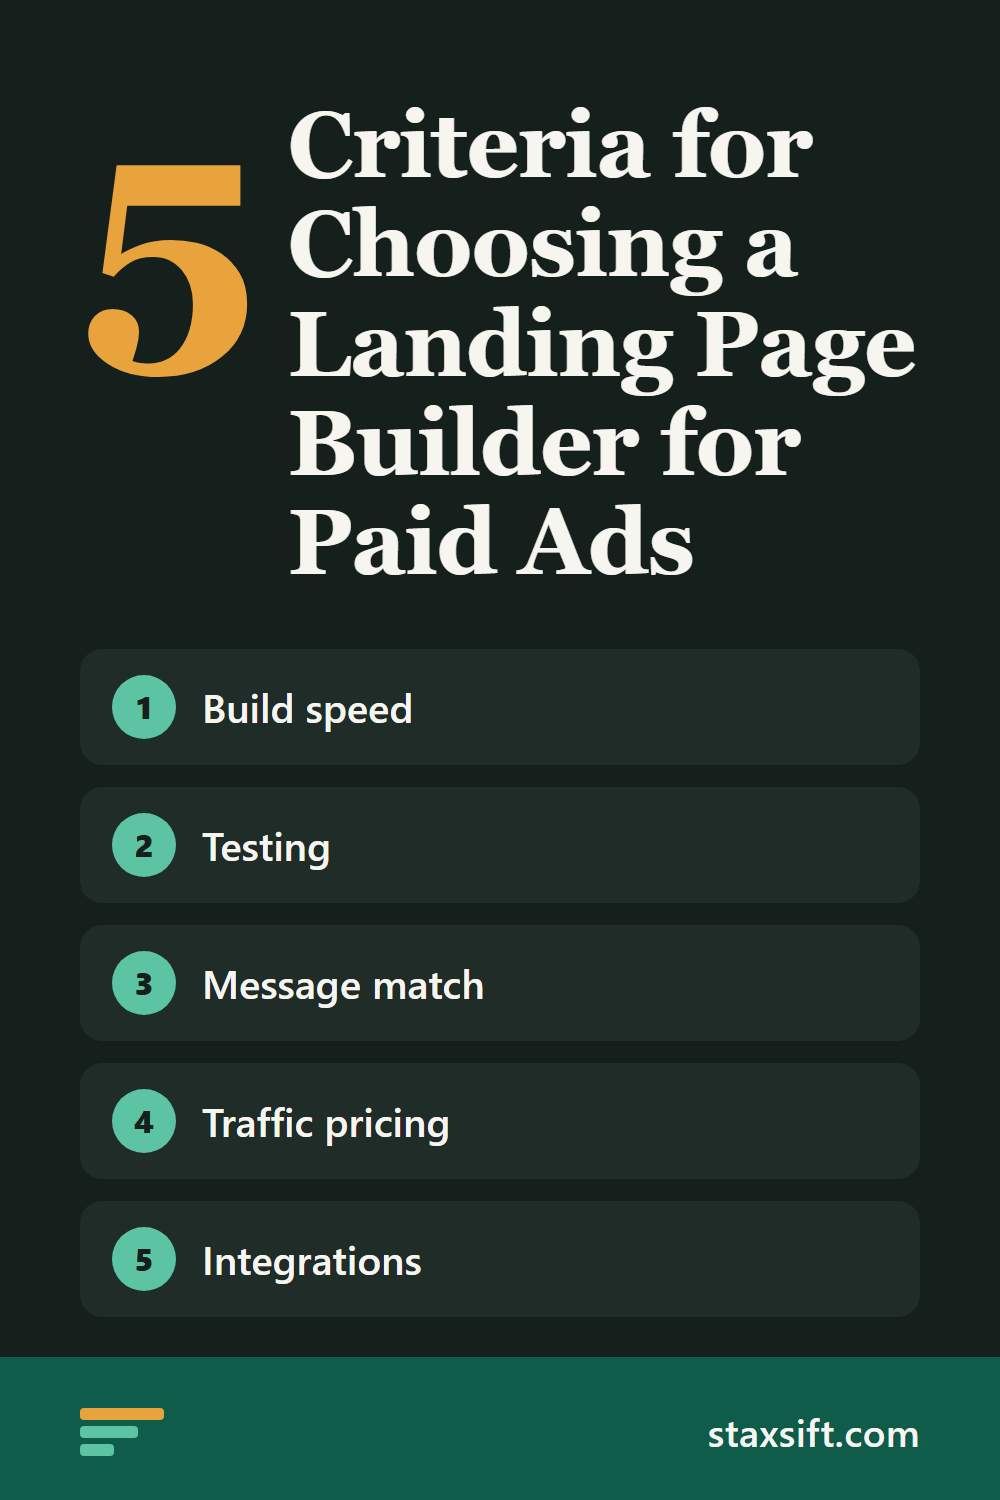 5
Criteria for
Choosing a
Landing Page
Builder for
Paid Ads
1 Build speed
2 Testing
3 Message match
4 Traffic pricing
5 Integrations
staxsift.com